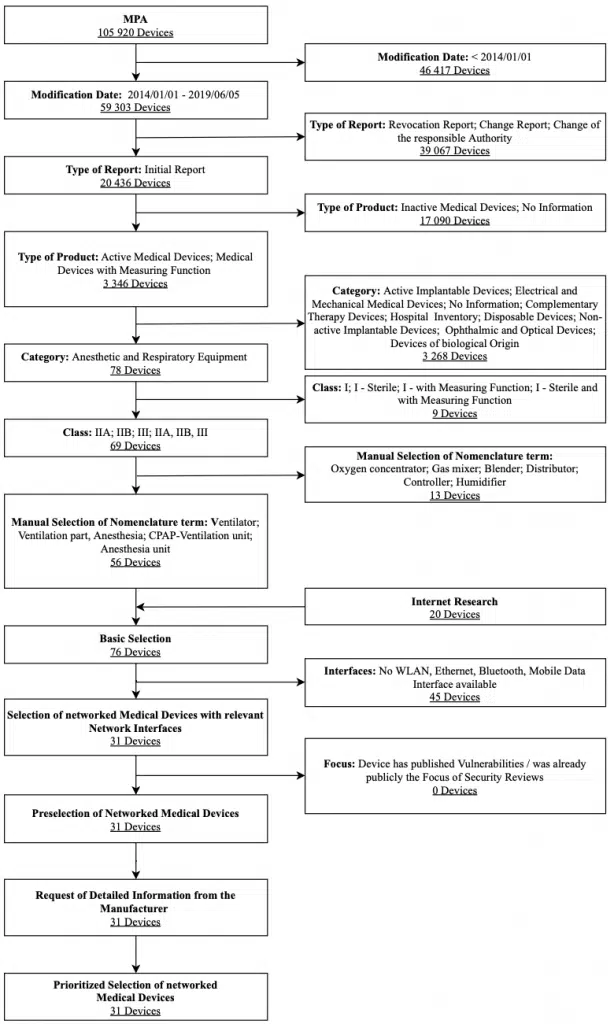 MPA
105 920 Devices
Modification Date: < 2014/01/01
46 417 Devices
Modification Date: 2014/01/01 - 2019/06/05
59 303 Devices
Type of Report: Revocation Report; Change Report; Change of
the responsible Authority
39 067 Devices
Type of Report: Initial Report
20 436 Devices
Type of Product: Inactive Medical Devices; No Information
17 090 Devices
Type of Product: Active Medical Devices; Medical
Devices with Measuring Function
3 346 Devices
Category: Active Implantable Devices; Electrical and
Mechanical Medical Devices; No Information; Complementary
Therapy Devices; Hospital Inventory; Disposable Devices; Non-
active Implantable Devices; Ophthalmic and Optical Devices;
Devices of biological Origin
3 268 Devices
Category: Anesthetic and Respiratory Equipment
78 Devices
Class: I; I - Sterile; I - with Measuring Function; I - Sterile and
with Measuring Function
9 Devices
Class: IIA; IIB; III; IIA, IIB, III
69 Devices
Manual Selection of Nomenclature term:
Oxygen concentrator; Gas mixer; Blender; Distributor;
Controller; Humidifier
13 Devices
Manual Selection of Nomenclature term: Ventilator;
Ventilation part, Anesthesia; CPAP-Ventilation unit;
Anesthesia unit
56 Devices
Internet Research
20 Devices
Basic Selection
76 Devices
Interfaces: No WLAN, Ethernet, Bluetooth, Mobile Data
Interface available
45 Devices
Selection of networked Medical Devices with relevant
Network Interfaces
31 Devices
Focus: Device has published Vulnerabilities / was already
publicly the Focus of Security Reviews
0 Devices
Preselection of Networked Medical Devices
31 Devices
Request of Detailed Information from the
Manufacturer
31 Devices
Prioritized Selection of networked
Medical Devices
31 Devices